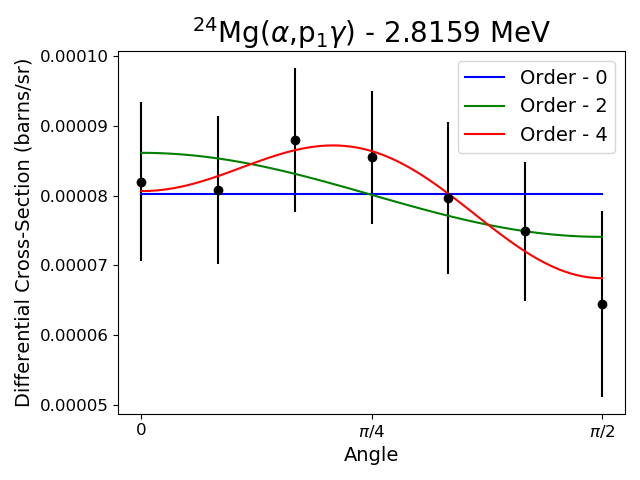 ²⁴Mg(α,p₁γ) - 2.8159 MeV
Differential Cross-Section (barns/sr)
0.00010
0.00009
0.00008
0.00007
0.00006
0.00005
Order - 0
Order - 2
Order - 4
0
π/4
π/2
Angle